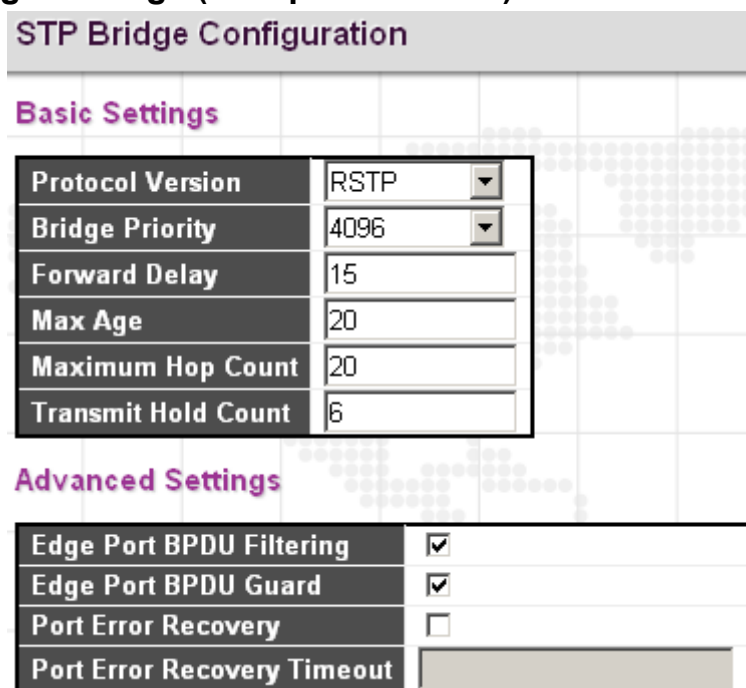 STP Bridge Configuration
Basic Settings
Protocol Version RSTP
Bridge Priority 4096
Forward Delay 15
Max Age 20
Maximum Hop Count 20
Transmit Hold Count 6
Advanced Settings
Edge Port BPDU Filtering
Edge Port BPDU Guard
Port Error Recovery
Port Error Recovery Timeout